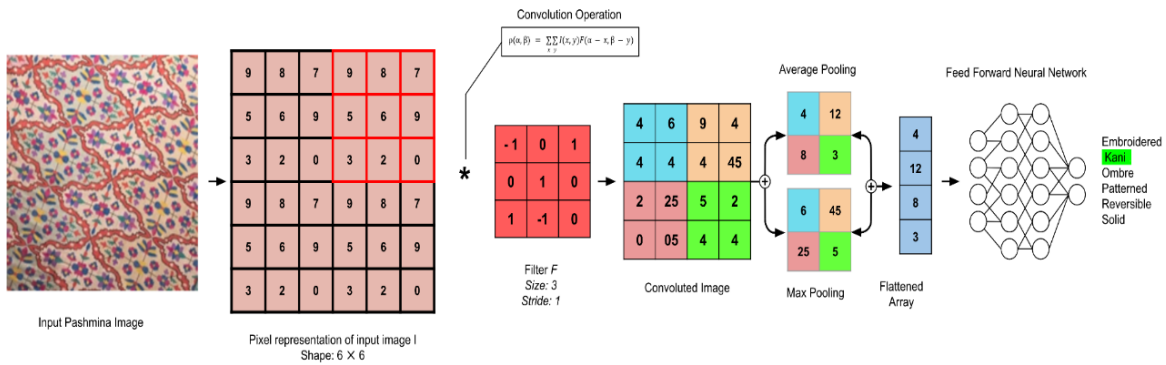 Convolution Operation
ρ(α, β) = ∑∑ I(x, y)F(α − x, β − y)
x y
9 8 7 9 8 7
5 6 9 5 6 9
3 2 0 3 2 0
9 8 7 9 8 7
5 6 9 5 6 9
3 2 0 3 2 0
Input Pashmina Image
Pixel representation of input image I
Shape: 6 × 6
*
-1 0 1
0 1 0
1 -1 0
Filter F
Size: 3
Stride: 1
4 6 9 4
4 4 4 45
2 25 5 2
0 05 4 4
Convoluted Image
Average Pooling
4 12
8 3
6 45
25 5
Max Pooling
4
12
8
3
Flattened
Array
Feed Forward Neural Network
Embroidered
Kani
Ombre
Patterned
Reversible
Solid